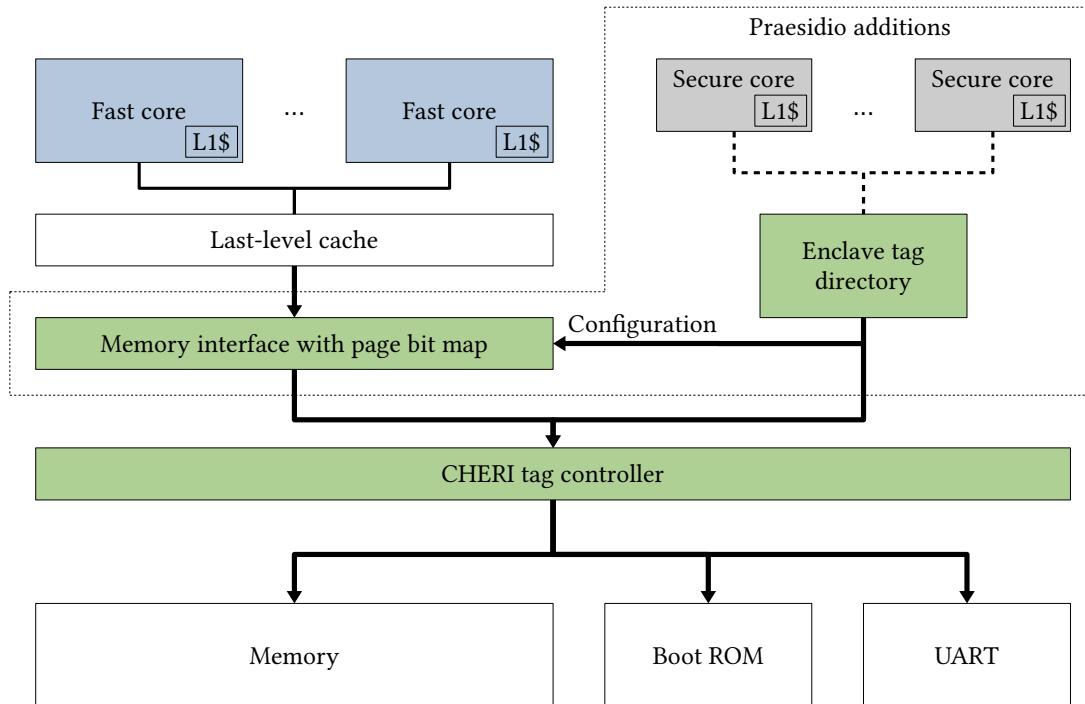 Praesidio additions
Fast core
L1$
...
Fast core
L1$
Secure core
L1$
...
Secure core
L1$
Last-level cache
Enclave tag
directory
Configuration
Memory interface with page bit map
CHERI tag controller
Memory
Boot ROM
UART